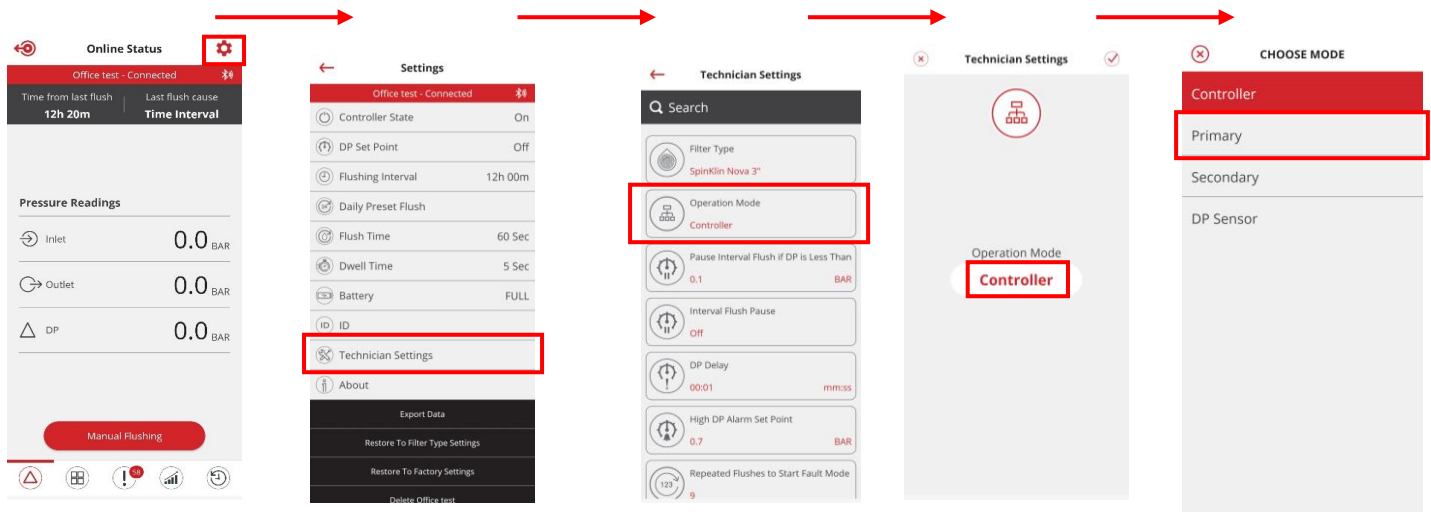 Online Status
Office test - Connected
Time from last flush
Last flush cause
12h 20m
Time Interval
Pressure Readings
Inlet
0.0 BAR
Outlet
0.0 BAR
DP
0.0 BAR
Manual Flushing
58
Settings
Office test - Connected
Controller State
On
DP Set Point
Off
Flushing Interval
12h 00m
Daily Preset Flush
Flush Time
60 Sec
Dwell Time
5 Sec
Battery
FULL
ID
ID
Technician Settings
About
Export Data
Restore To Filter Type Settings
Restore To Factory Settings
Delete Office test
Technician Settings
Search
Filter Type
SpinKlin Nova 3"
Operation Mode
Controller
Pause Interval Flush if DP is Less Than
0.1
BAR
Interval Flush Pause
Off
DP Delay
00:01
mm:ss
High DP Alarm Set Point
0.7
BAR
123
Repeated Flushes to Start Fault Mode
9
Technician Settings
Operation Mode
Controller
CHOOSE MODE
Controller
Primary
Secondary
DP Sensor